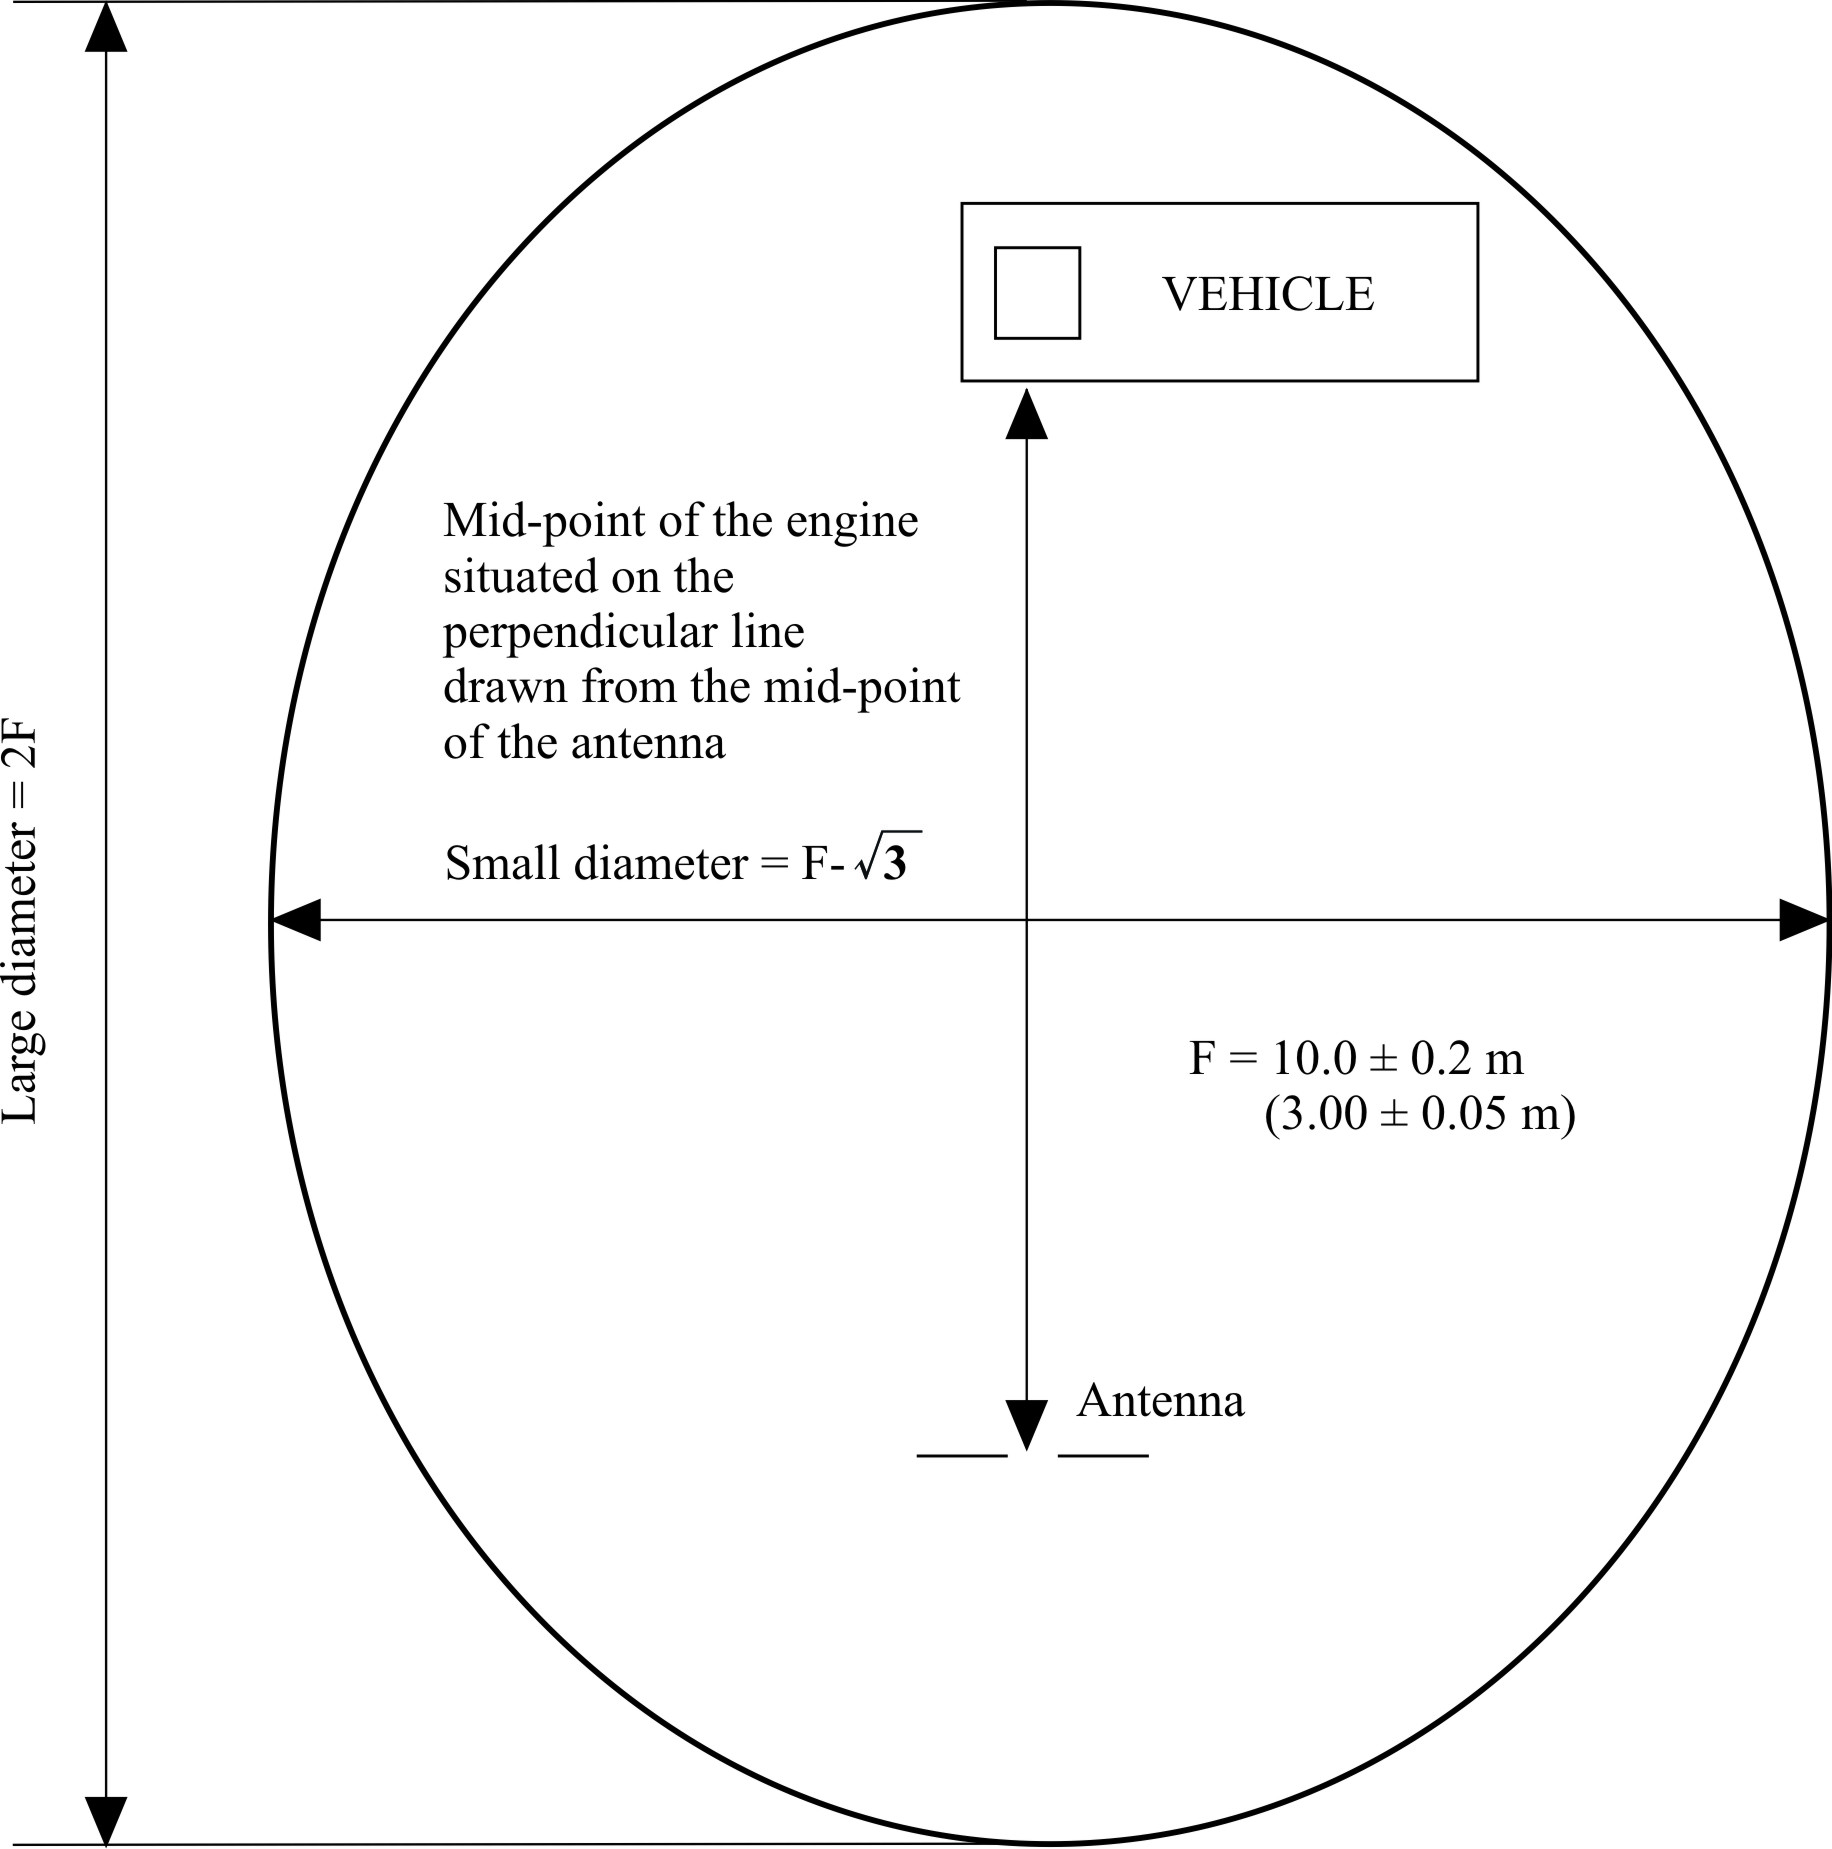 VEHICLE
Mid-point of the engine
situated on the
perpendicular line
drawn from the mid-point
of the antenna
Large diameter = 2F
Small diameter = F- √3
F = 10.0 ± 0.2 m
(3.00 ± 0.05 m)
Antenna